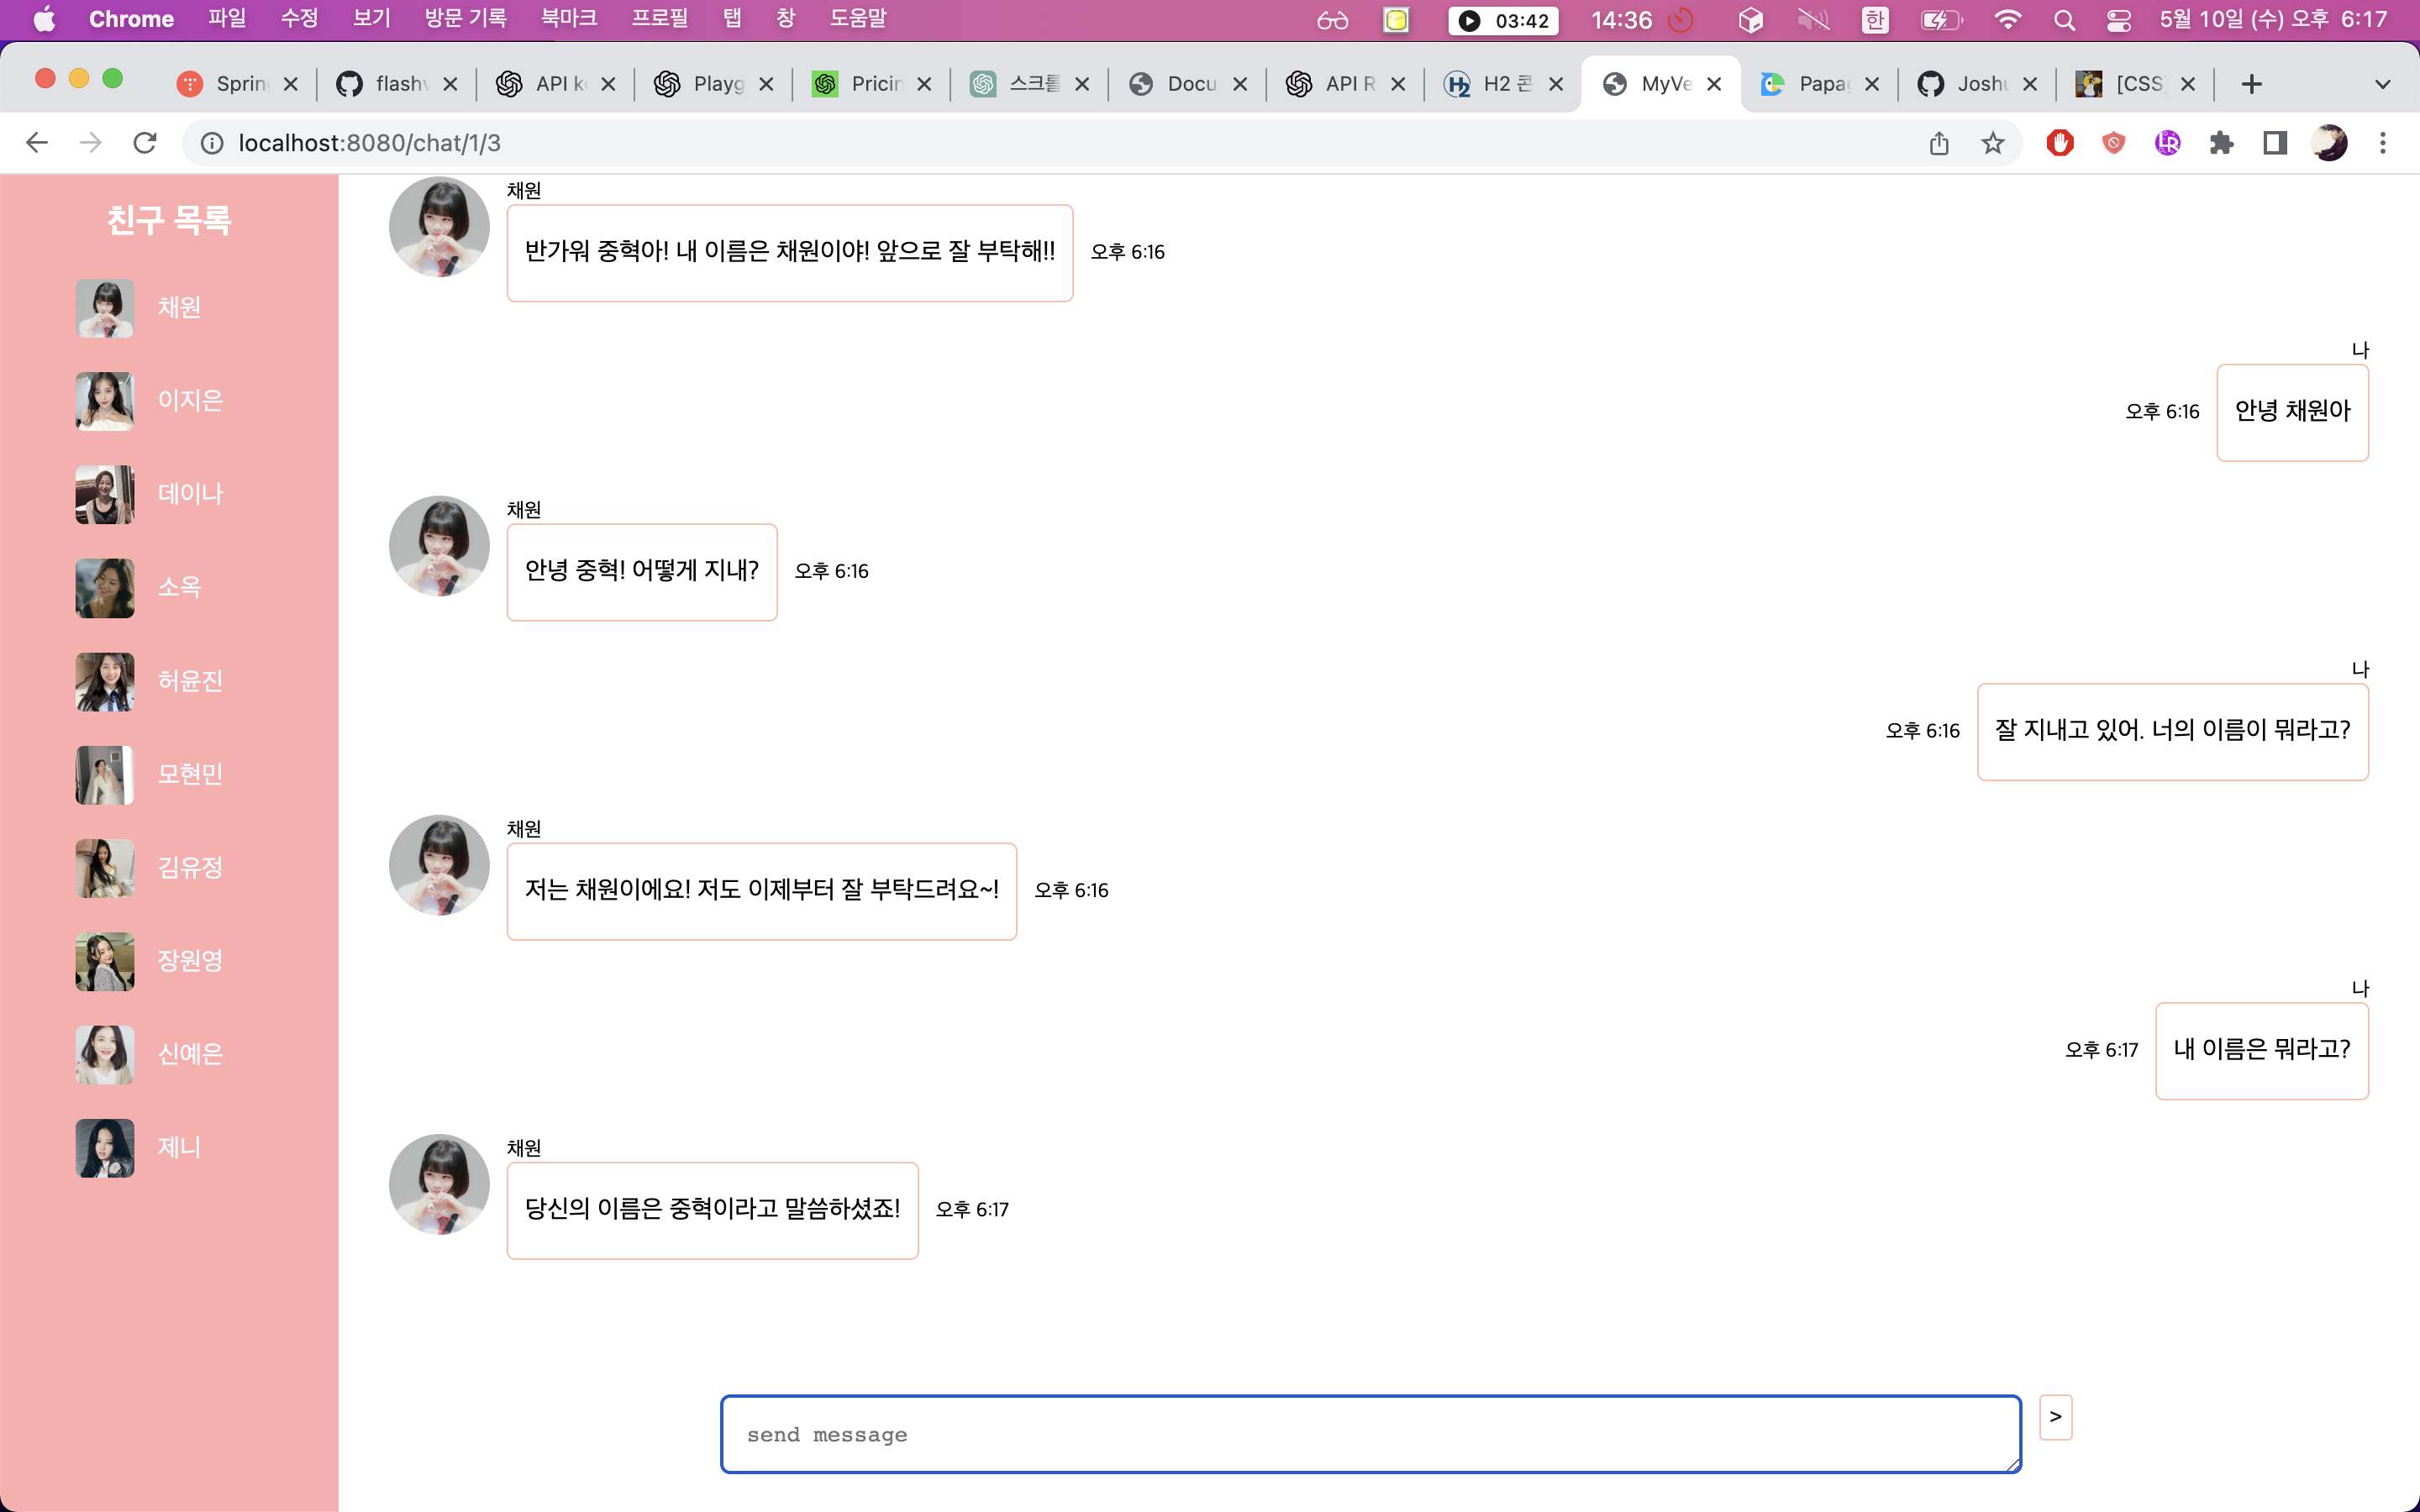 Chrome 파일 수정 보기 방문 기록 북마크 프로필 탭 창 도움말 03:42 14:36 한 5월 10일 (수) 오후 6:17
Spring flashv API ke Playg Pricin 스크롤 Docu API R H2 콘 MyVe Papag Joshu [CSS]
localhost:8080/chat/1/3
친구 목록
채원
이지은
데이나
소옥
허윤진
모현민
김유정
장원영
신예은
제니
채원
반가워 중혁아! 내 이름은 채원이야! 앞으로 잘 부탁해!!
오후 6:16
나
오후 6:16
안녕 채원아
채원
안녕 중혁! 어떻게 지내?
오후 6:16
나
오후 6:16
잘 지내고 있어. 너의 이름이 뭐라고?
채원
저는 채원이에요! 저도 이제부터 잘 부탁드려요~!
오후 6:16
나
오후 6:17
내 이름은 뭐라고?
채원
당신의 이름은 중혁이라고 말씀하셨죠!
오후 6:17
send message
>